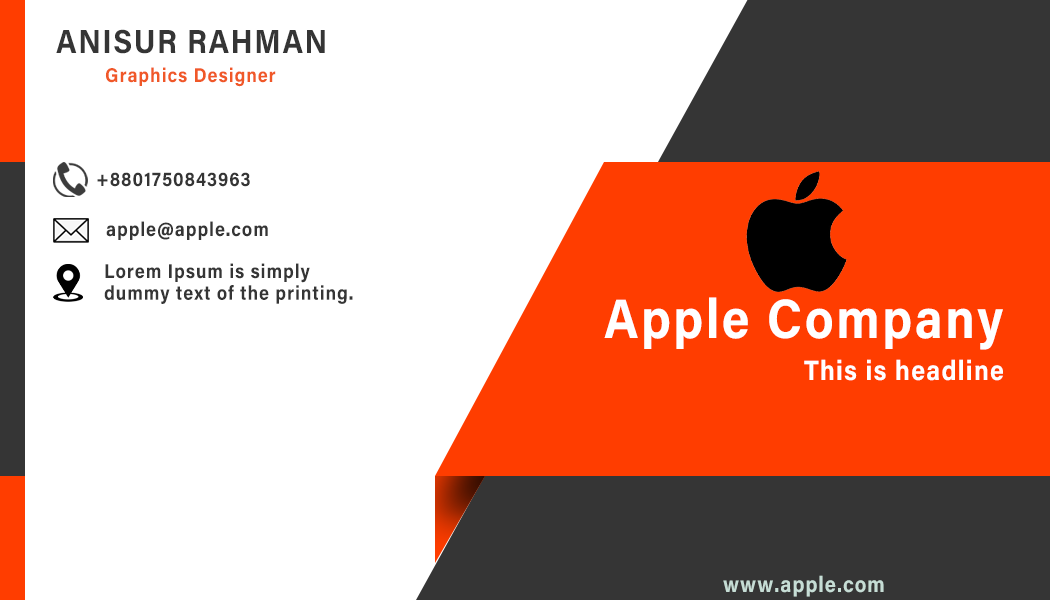 ANISUR RAHMAN
Graphics Designer
+8801750843963
apple@apple.com
Lorem Ipsum is simply
dummy text of the printing.
Apple Company
This is headline
www.apple.com